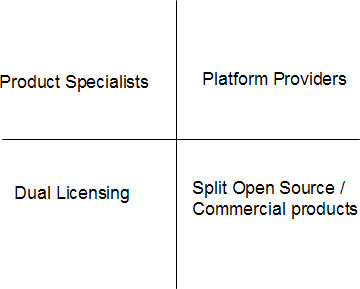 Product Specialists
Platform Providers
Dual Licensing
Split Open Source /
Commercial products